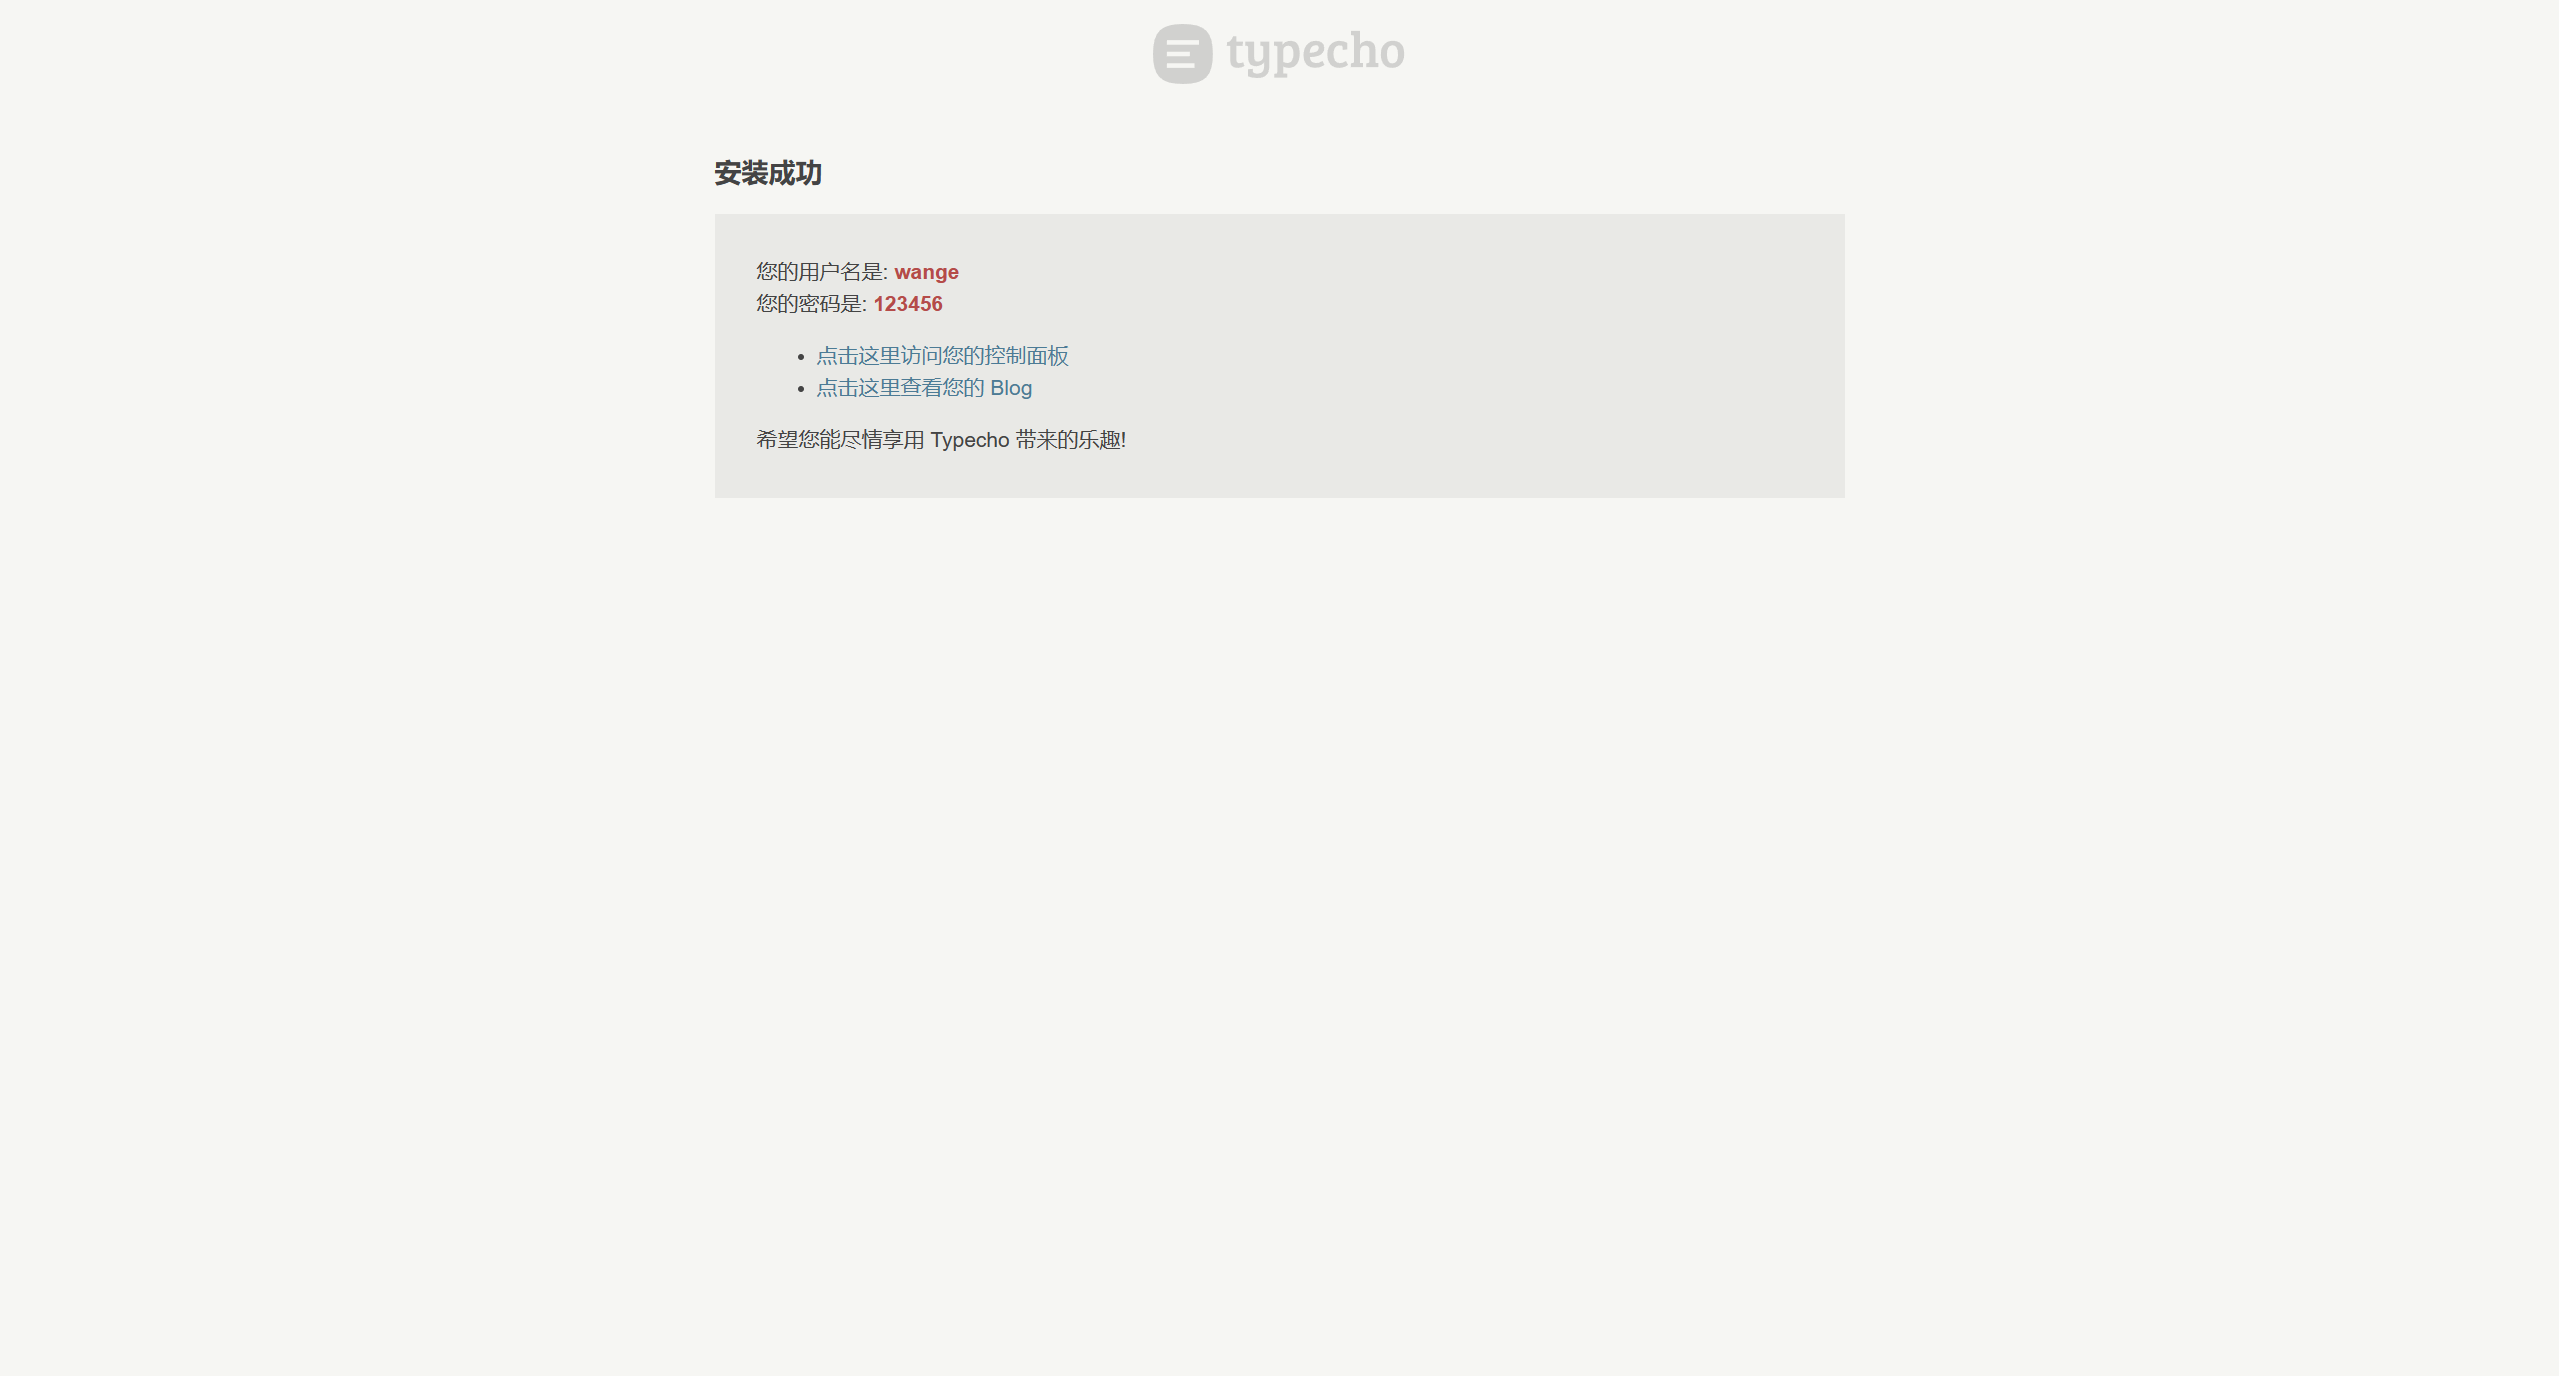 typecho
安装成功
您的用户名是: wange
您的密码是: 123456
点击这里访问您的控制面板
点击这里查看您的 Blog
希望您能尽情享用 Typecho 带来的乐趣!